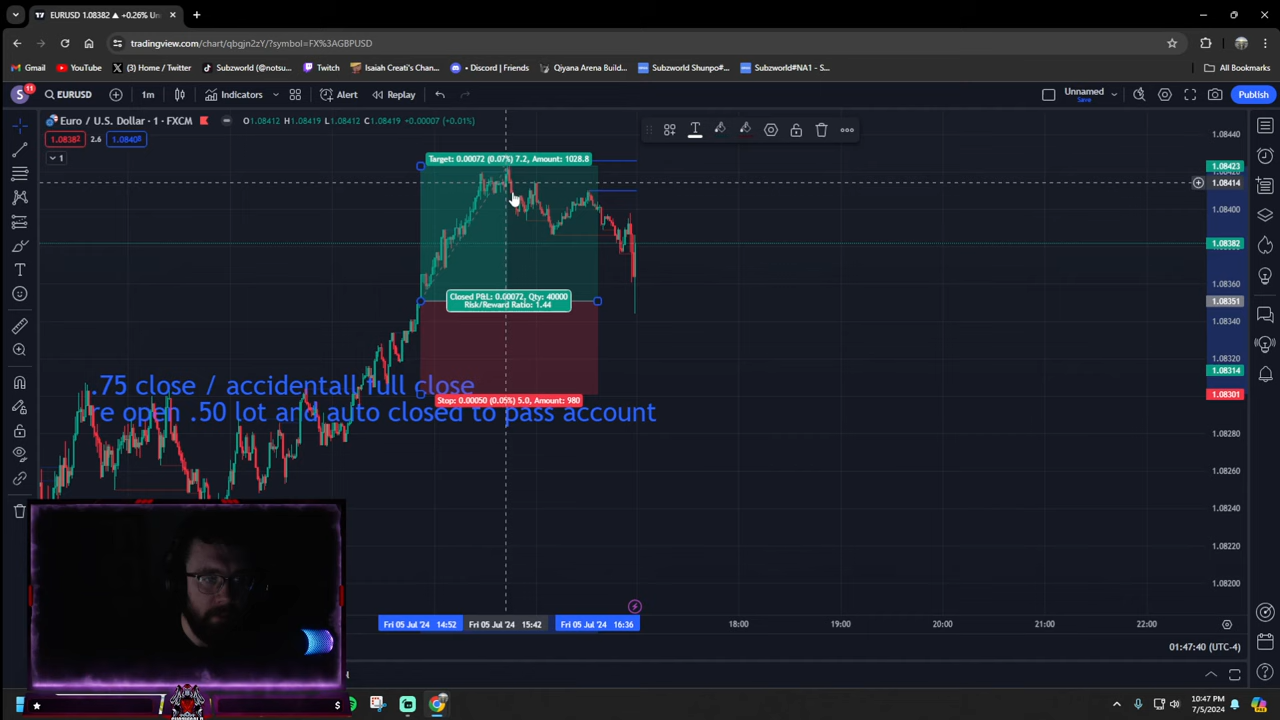 EURUSD 1.08382 ▲ +0.26% Un
tradingview.com/chart/qbgjn2zY/?symbol=FX%3AGBPUSD
Gmail
YouTube
(3) Home / Twitter
Subzworld (@notsu...
Twitch
Isaiah Creati's Chan...
Discord | Friends
Qiyana Arena Build...
Subzworld Shunpo#...
Subzworld#NA1 - S...
All Bookmarks
S
11
EURUSD
1m
Indicators
Alert
Replay
Unnamed
Save
Publish
Euro / U.S. Dollar · 1 · FXCM
O1.08412 H1.08419 L1.08412 C1.08419 +0.00007 (+0.01%)
1.08382
2.6
1.08408
1
Target: 0.00072 (0.07%) 7.2, Amount: 1028.8
Closed P&L: 0.00072, Qty: 40000
Risk/Reward Ratio: 1.44
Stop: 0.00050 (0.05%) 5.0, Amount: 980
.75 close / accidentall full close
re open .50 lot and auto closed to pass account
1.08440
1.08423
1.08414
1.08400
1.08382
1.08360
1.08351
1.08340
1.08320
1.08314
1.08301
1.08280
1.08260
1.08240
1.08220
1.08200
Fri 05 Jul '24 14:52
Fri 05 Jul '24 15:42
Fri 05 Jul '24 16:36
18:00
19:00
20:00
21:00
22:00
01:47:40 (UTC-4)
10:47 PM
7/5/2024